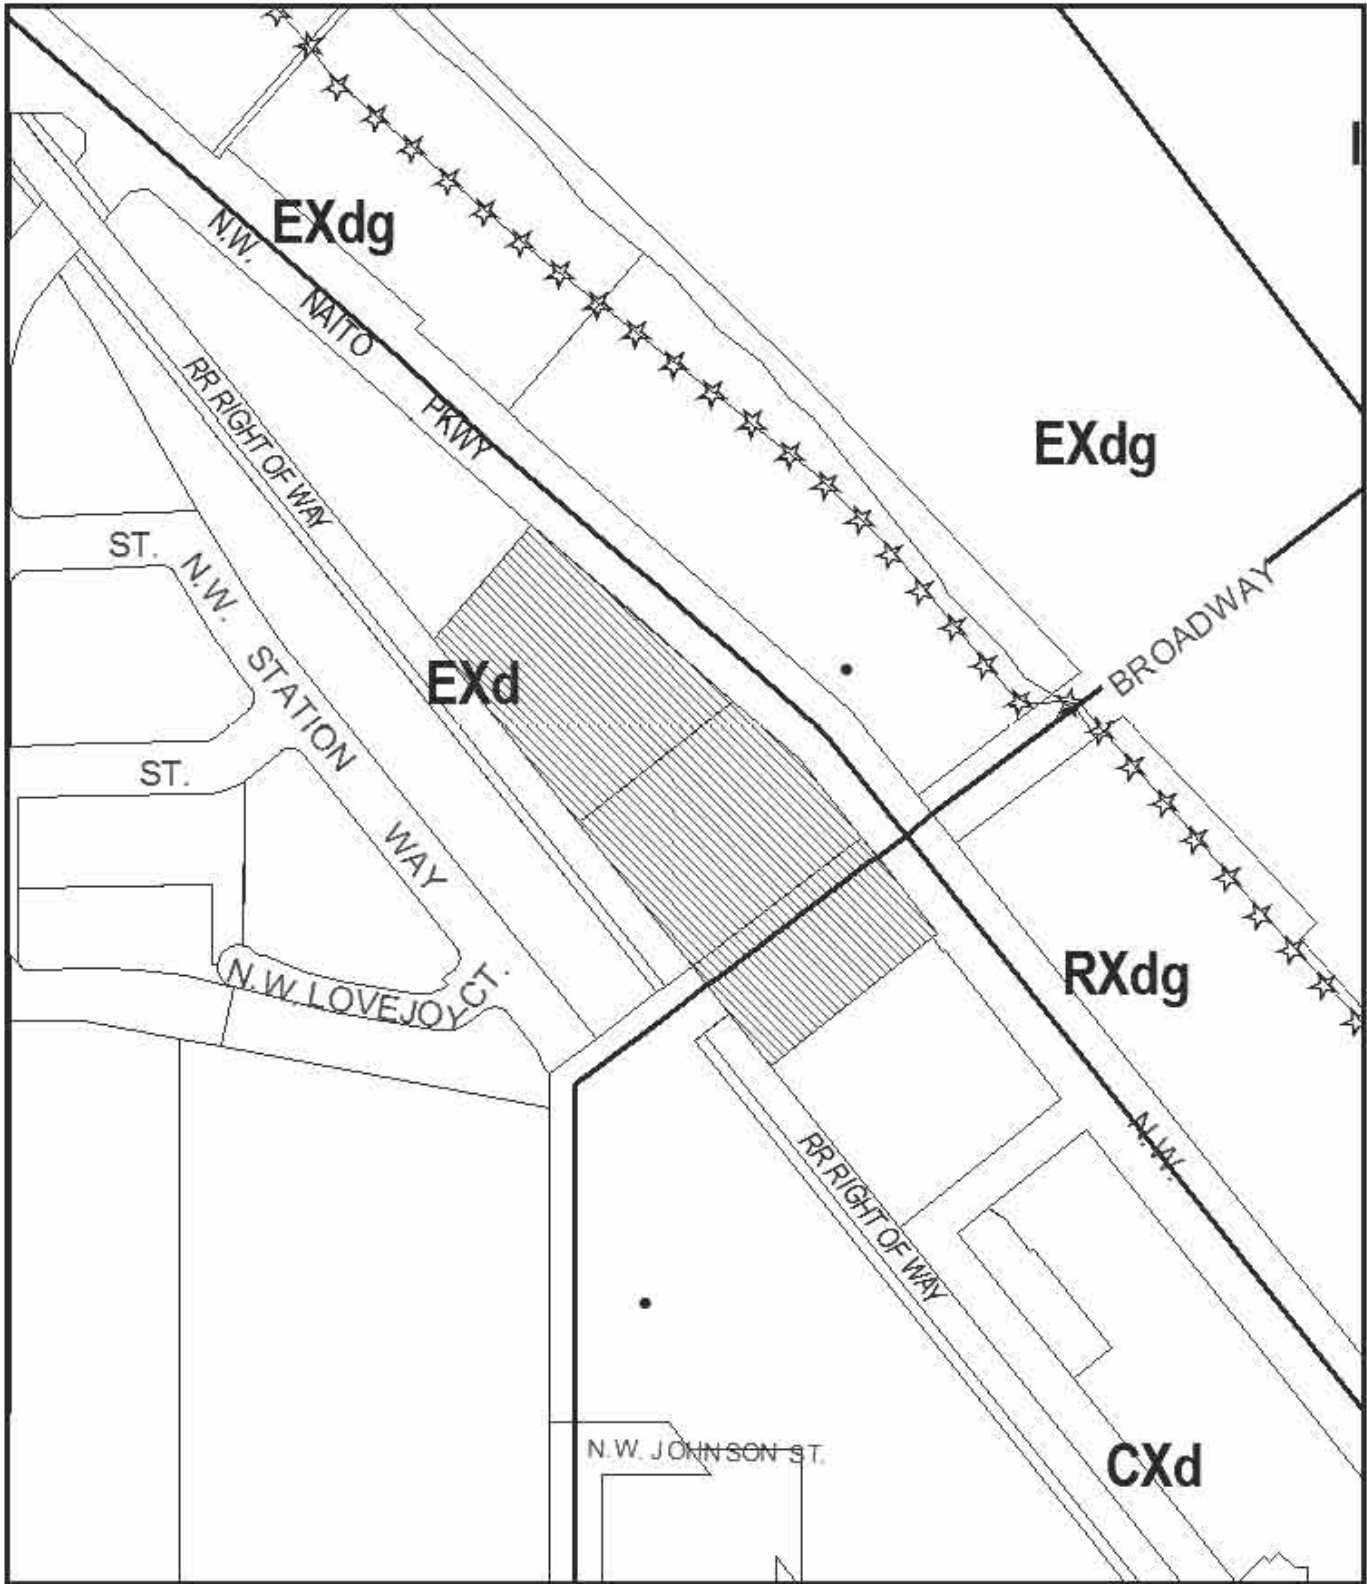 EXdg
N.W. NAITO PKWY
RR RIGHT OF WAY
EXdg
ST.
N.W. STATION WAY
BROADWAY
EXd
ST.
N.W. LOVEJOY CT.
RXdg
N.W.
RR RIGHT OF WAY
N.W. JOHNSON ST.
CXd